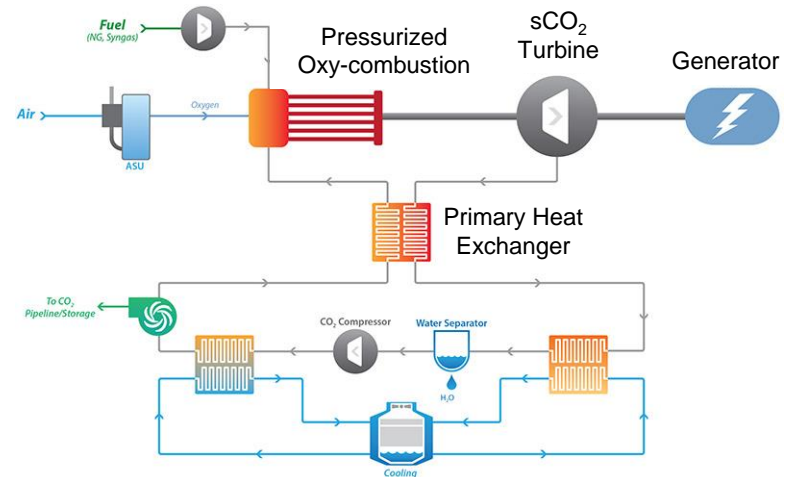 Fuel
(NG, Syngas)
Pressurized
Oxy-combustion
sCO₂
Turbine
Generator
Air
Oxygen
ASU
Primary Heat
Exchanger
To CO₂
Pipeline/Storage
CO₂ Compressor
Water Separator
H₂O
Cooling